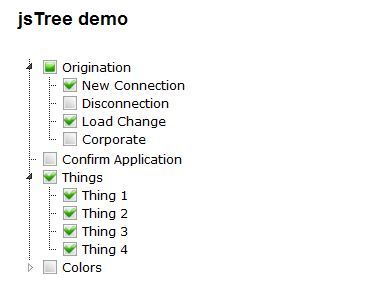 jsTree demo
Origination
New Connection
Disconnection
Load Change
Corporate
Confirm Application
Things
Thing 1
Thing 2
Thing 3
Thing 4
Colors